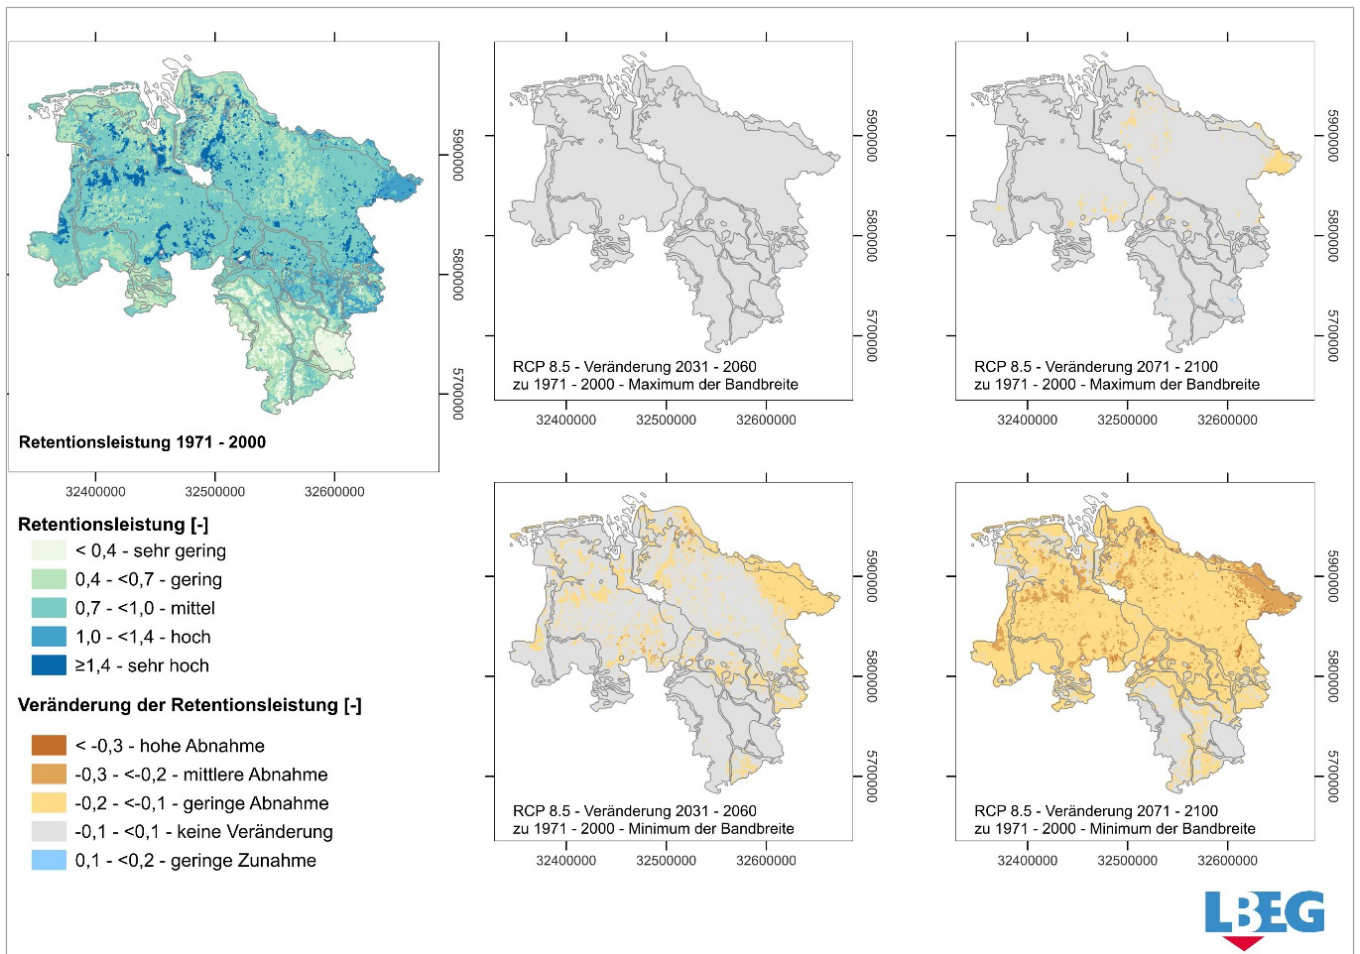 5900000
5800000
5700000
Retentionsleistung 1971 - 2000
32400000 32500000 32600000
5900000
5800000
5700000
RCP 8.5 - Veränderung 2031 - 2060
zu 1971 - 2000 - Maximum der Bandbreite
32400000 32500000 32600000
5900000
5800000
5700000
RCP 8.5 - Veränderung 2071 - 2100
zu 1971 - 2000 - Maximum der Bandbreite
32400000 32500000 32600000
Retentionsleistung [-]
< 0,4 - sehr gering
0,4 - <0,7 - gering
0,7 - <1,0 - mittel
1,0 - <1,4 - hoch
≥1,4 - sehr hoch
Veränderung der Retentionsleistung [-]
< -0,3 - hohe Abnahme
-0,3 - <-0,2 - mittlere Abnahme
-0,2 - <-0,1 - geringe Abnahme
-0,1 - <0,1 - keine Veränderung
0,1 - <0,2 - geringe Zunahme
5900000
5800000
5700000
RCP 8.5 - Veränderung 2031 - 2060
zu 1971 - 2000 - Minimum der Bandbreite
32400000 32500000 32600000
5900000
5800000
5700000
RCP 8.5 - Veränderung 2071 - 2100
zu 1971 - 2000 - Minimum der Bandbreite
32400000 32500000 32600000
LBEG